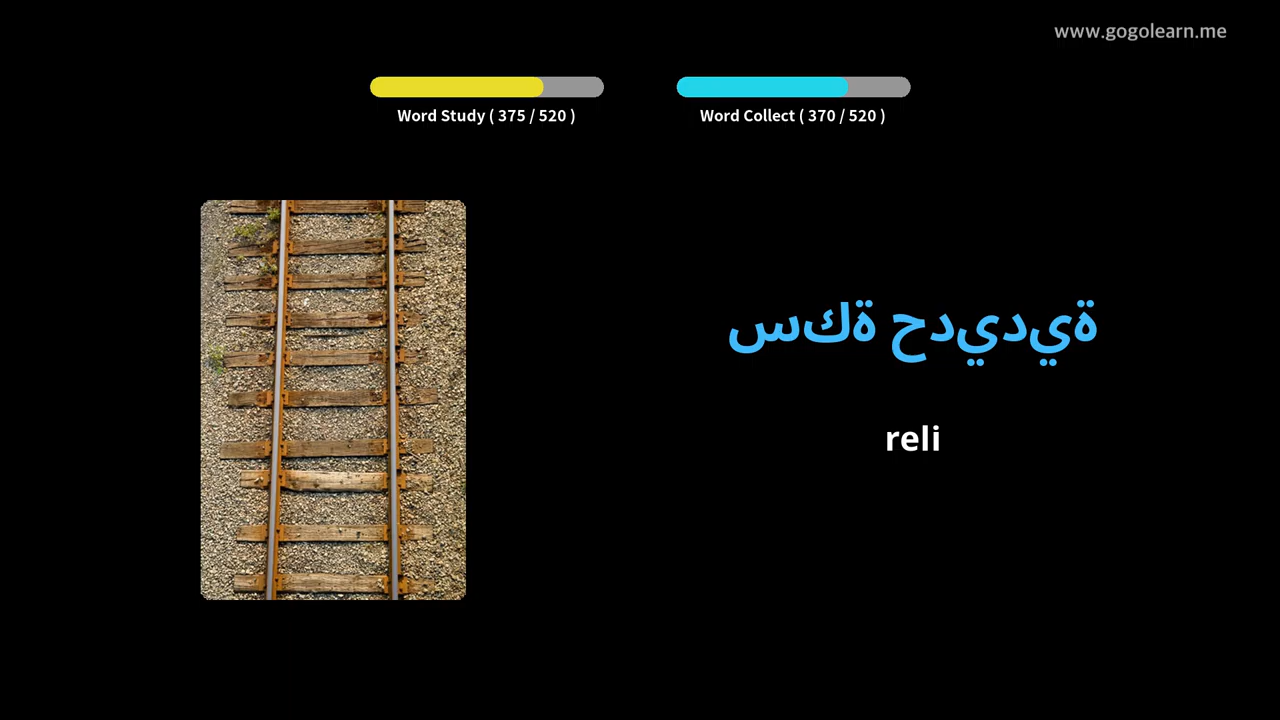 www.gogolearn.me
Word Study ( 375 / 520 )
Word Collect ( 370 / 520 )
سكة حديدية
reli